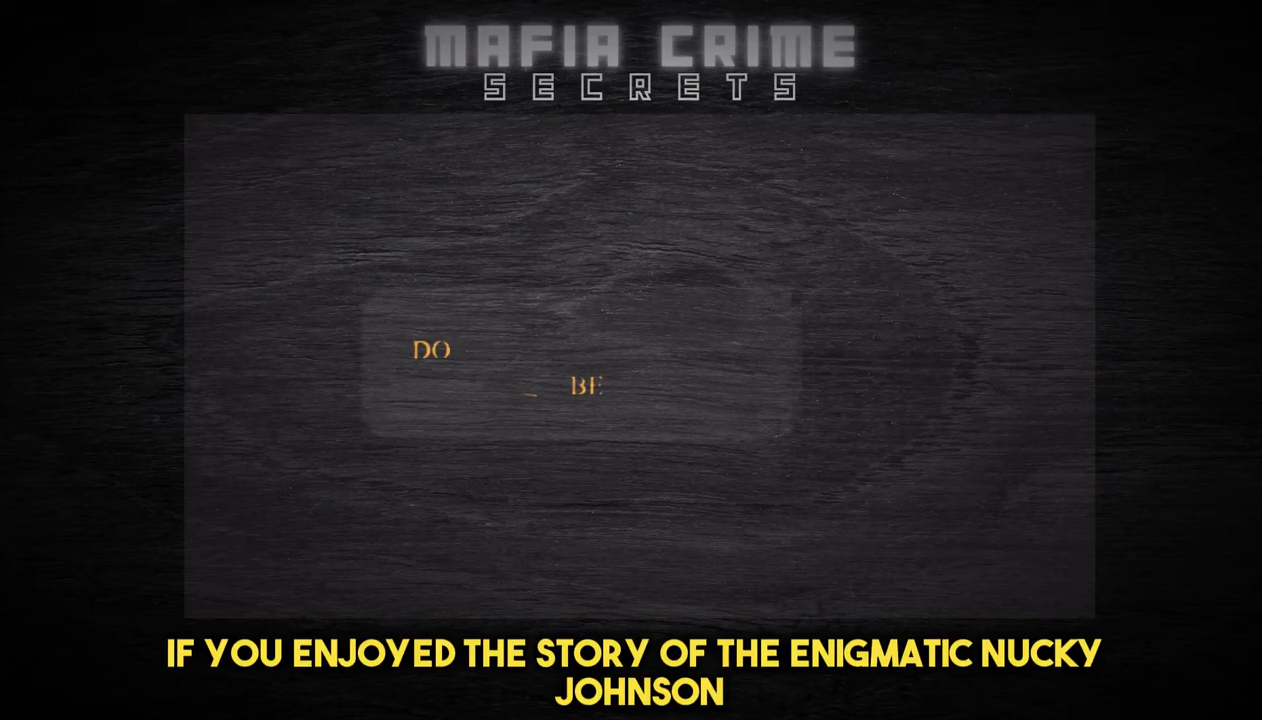 MAFIA CRIME
SECRETS
DO
BE
IF YOU ENJOYED THE STORY OF THE ENIGMATIC NUCKY
JOHNSON